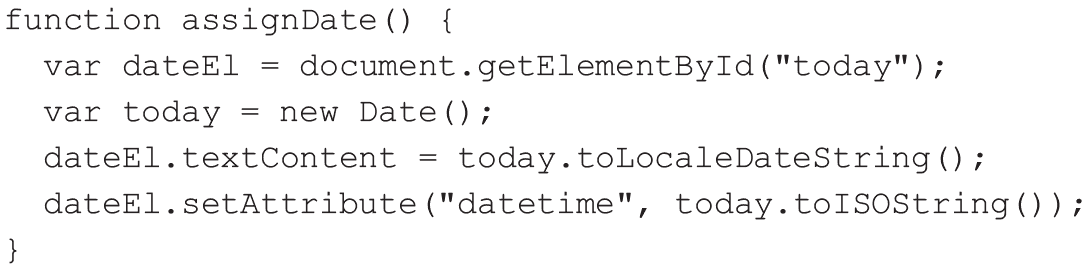 function assignDate() {
  var dateEl = document.getElementById("today");
  var today = new Date();
  dateEl.textContent = today.toLocaleDateString();
  dateEl.setAttribute("datetime", today.toISOString());
}